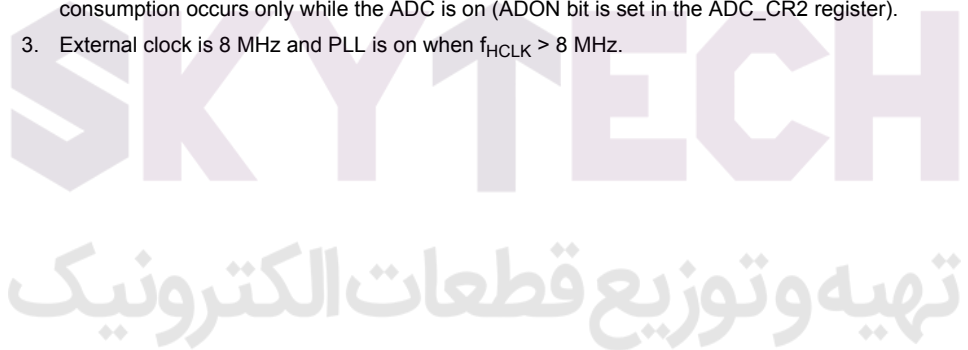 consumption occurs only while the ADC is on (ADON bit is set in the ADC_CR2 register).
3. External clock is 8 MHz and PLL is on when fHCLK > 8 MHz.
SKYTECH
تهیه و توزیع قطعات الکترونیک